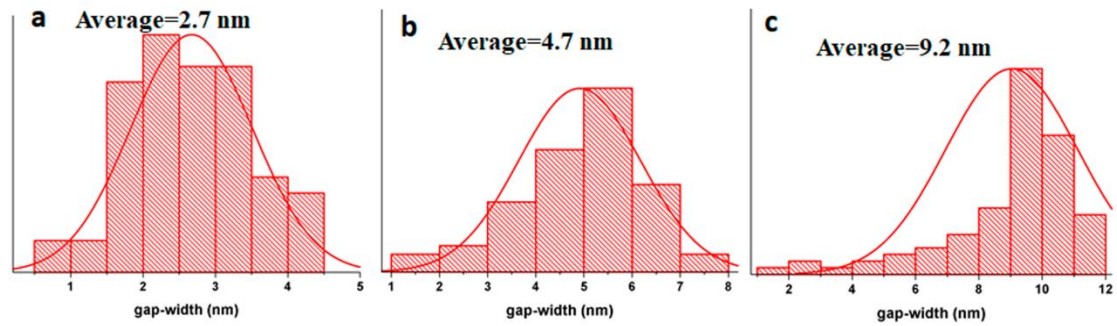 a
Average=2.7 nm
1 2 3 4 5
gap-width (nm)
b
Average=4.7 nm
1 2 3 4 5 6 7 8
gap-width (nm)
c
Average=9.2 nm
2 4 6 8 10 12
gap-width (nm)